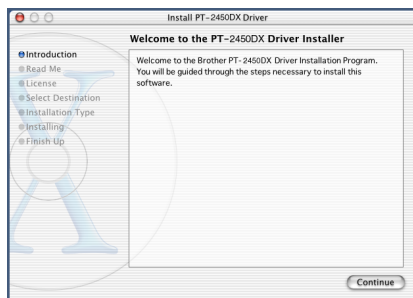 Install PT-2450DX Driver
Welcome to the PT-2450DX Driver Installer
Introduction
Read Me
License
Select Destination
Installation Type
Installing
Finish Up
Welcome to the Brother PT-2450DX Driver Installation Program.
You will be guided through the steps necessary to install this
software.
Continue